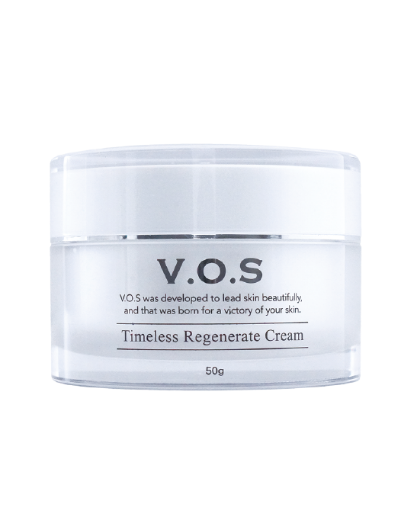 V.O.S
V.O.S was developed to lead skin beautifully,
and that was born for a victory of your skin.
Timeless Regenerate Cream
50g